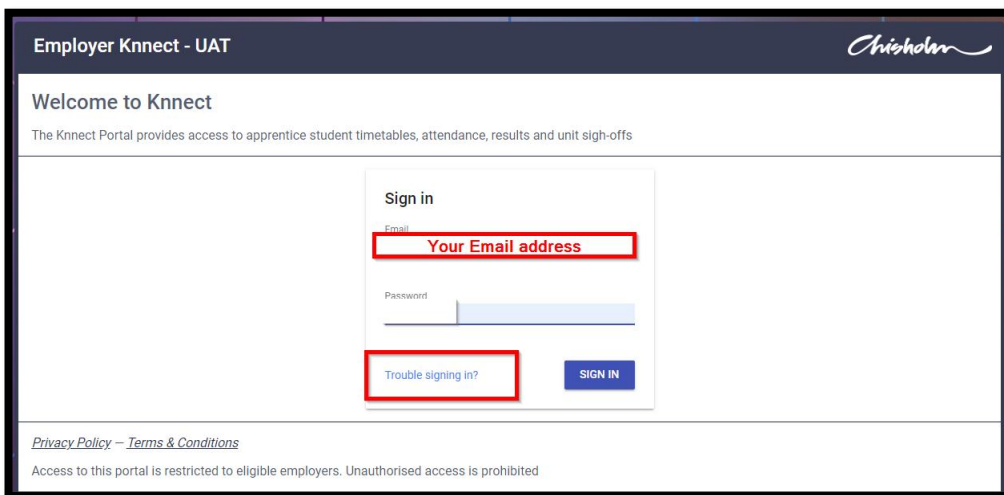 Employer Knnect - UAT
Chisholm
Welcome to Knnect
The Knnect Portal provides access to apprentice student timetables, attendance, results and unit sigh-offs
Sign in
Email
Your Email address
Password
Trouble signing in?
SIGN IN
Privacy Policy – Terms & Conditions
Access to this portal is restricted to eligible employers. Unauthorised access is prohibited